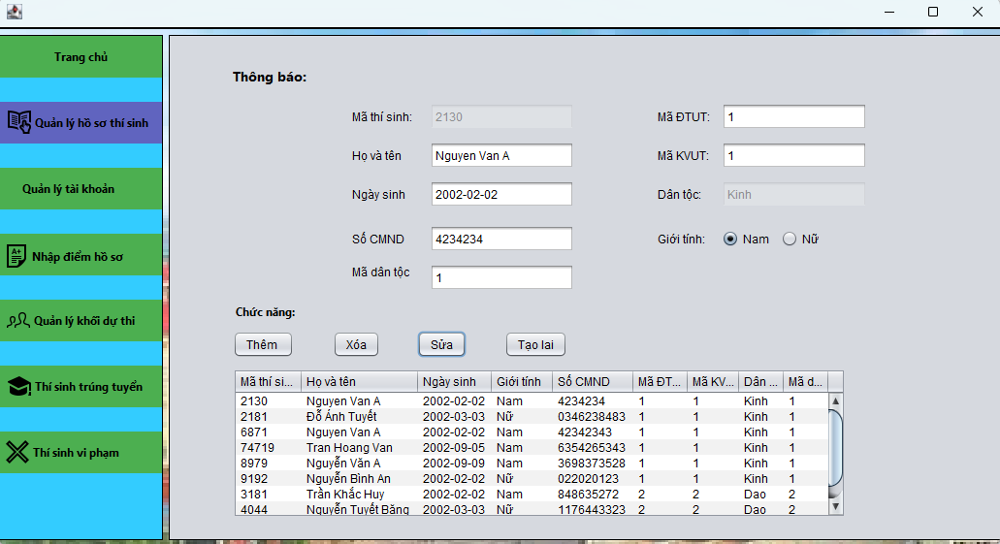 Trang chủ
Quản lý hồ sơ thí sinh
Quản lý tài khoản
Nhập điểm hồ sơ
Quản lý khối dự thi
Thí sinh trúng tuyển
Thí sinh vi phạm
Thông báo:
Mã thí sinh: 2130 Mã ĐTUT: 1
Họ và tên Nguyen Van A Mã KVUT: 1
Ngày sinh 2002-02-02 Dân tộc: Kinh
Số CMND 4234234 Giới tính: Nam Nữ
Mã dân tộc 1
Chức năng:
Thêm Xóa Sửa Tạo lai
Mã thí si... Họ và tên Ngày sinh Giới tính Số CMND Mã ĐT... Mã KV... Dân ... Mã d...
2130 Nguyen Van A 2002-02-02 Nam 4234234 1 1 Kinh 1
2181 Đỗ Ánh Tuyết 2002-03-03 Nữ 0346238483 1 1 Kinh 1
6871 Nguyen Van A 2002-02-02 Nam 42342343 1 1 Kinh 1
74719 Tran Hoang Van 2002-09-05 Nam 6354265343 1 1 Kinh 1
8979 Nguyễn Văn A 2002-09-09 Nam 3698373528 1 1 Kinh 1
9192 Nguyễn Bình An 2002-02-02 Nữ 022020123 1 1 Kinh 1
3181 Trần Khắc Huy 2002-02-02 Nam 848635272 2 2 Dao 2
4044 Nguyễn Tuyết Băng 2002-03-03 Nữ 1176443323 2 2 Dao 2